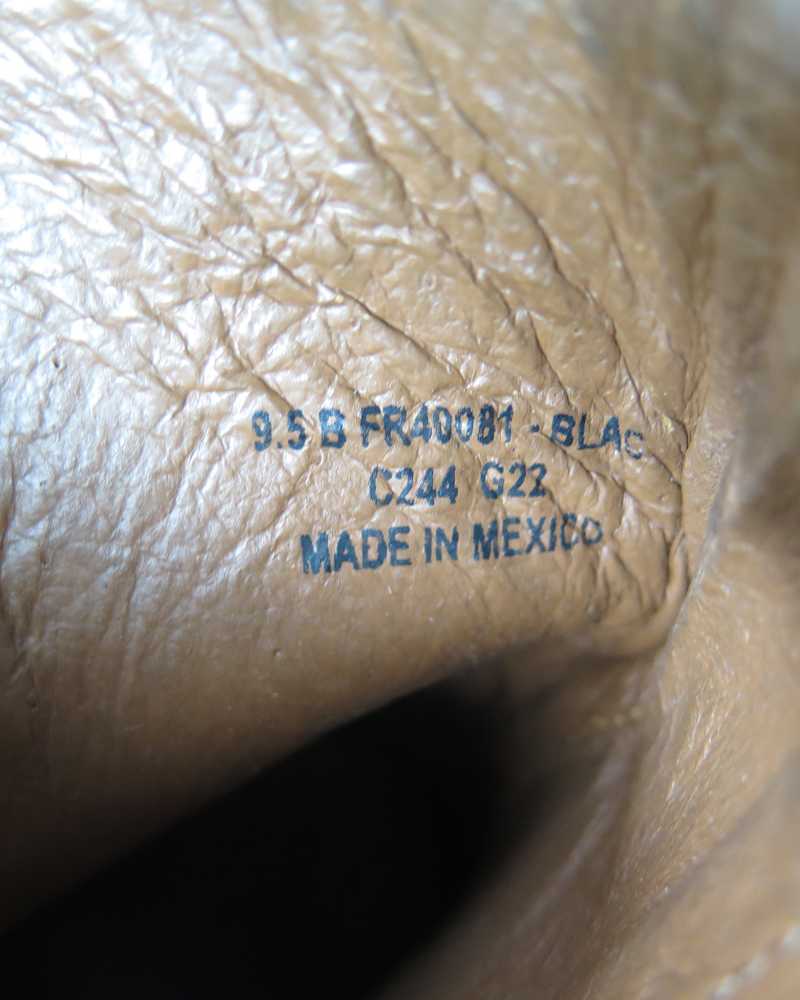 9.5 B FR40081 - BLAC
C244 G22
MADE IN MEXICO